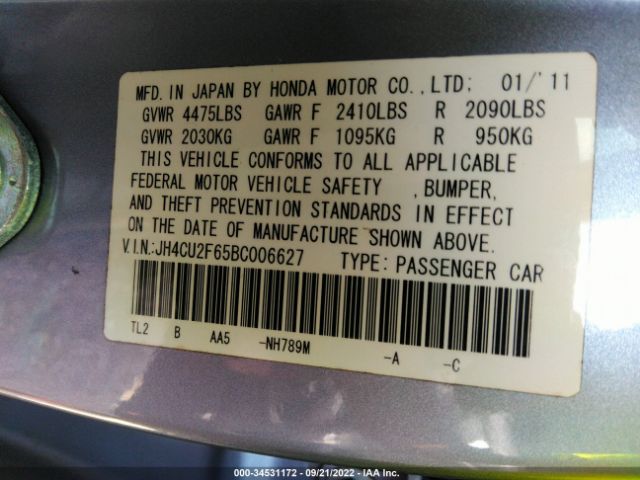 MFD. IN JAPAN BY HONDA MOTOR CO.,LTD; 01/'11
GVWR 4475LBS GAWR F 2410LBS R 2090LBS
GVWR 2030KG GAWR F 1095KG R 950KG
THIS VEHICLE CONFORMS TO ALL APPLICABLE
FEDERAL MOTOR VEHICLE SAFETY ,BUMPER,
AND THEFT PREVENTION STANDARDS IN EFFECT
ON THE DATE OF MANUFACTURE SHOWN ABOVE.
V.I.N.:JH4CU2F65BC006627 TYPE: PASSENGER CAR
TL2 B AA5 -NH789M -A -C
000-34531172 - 09/21/2022 - IAA Inc.